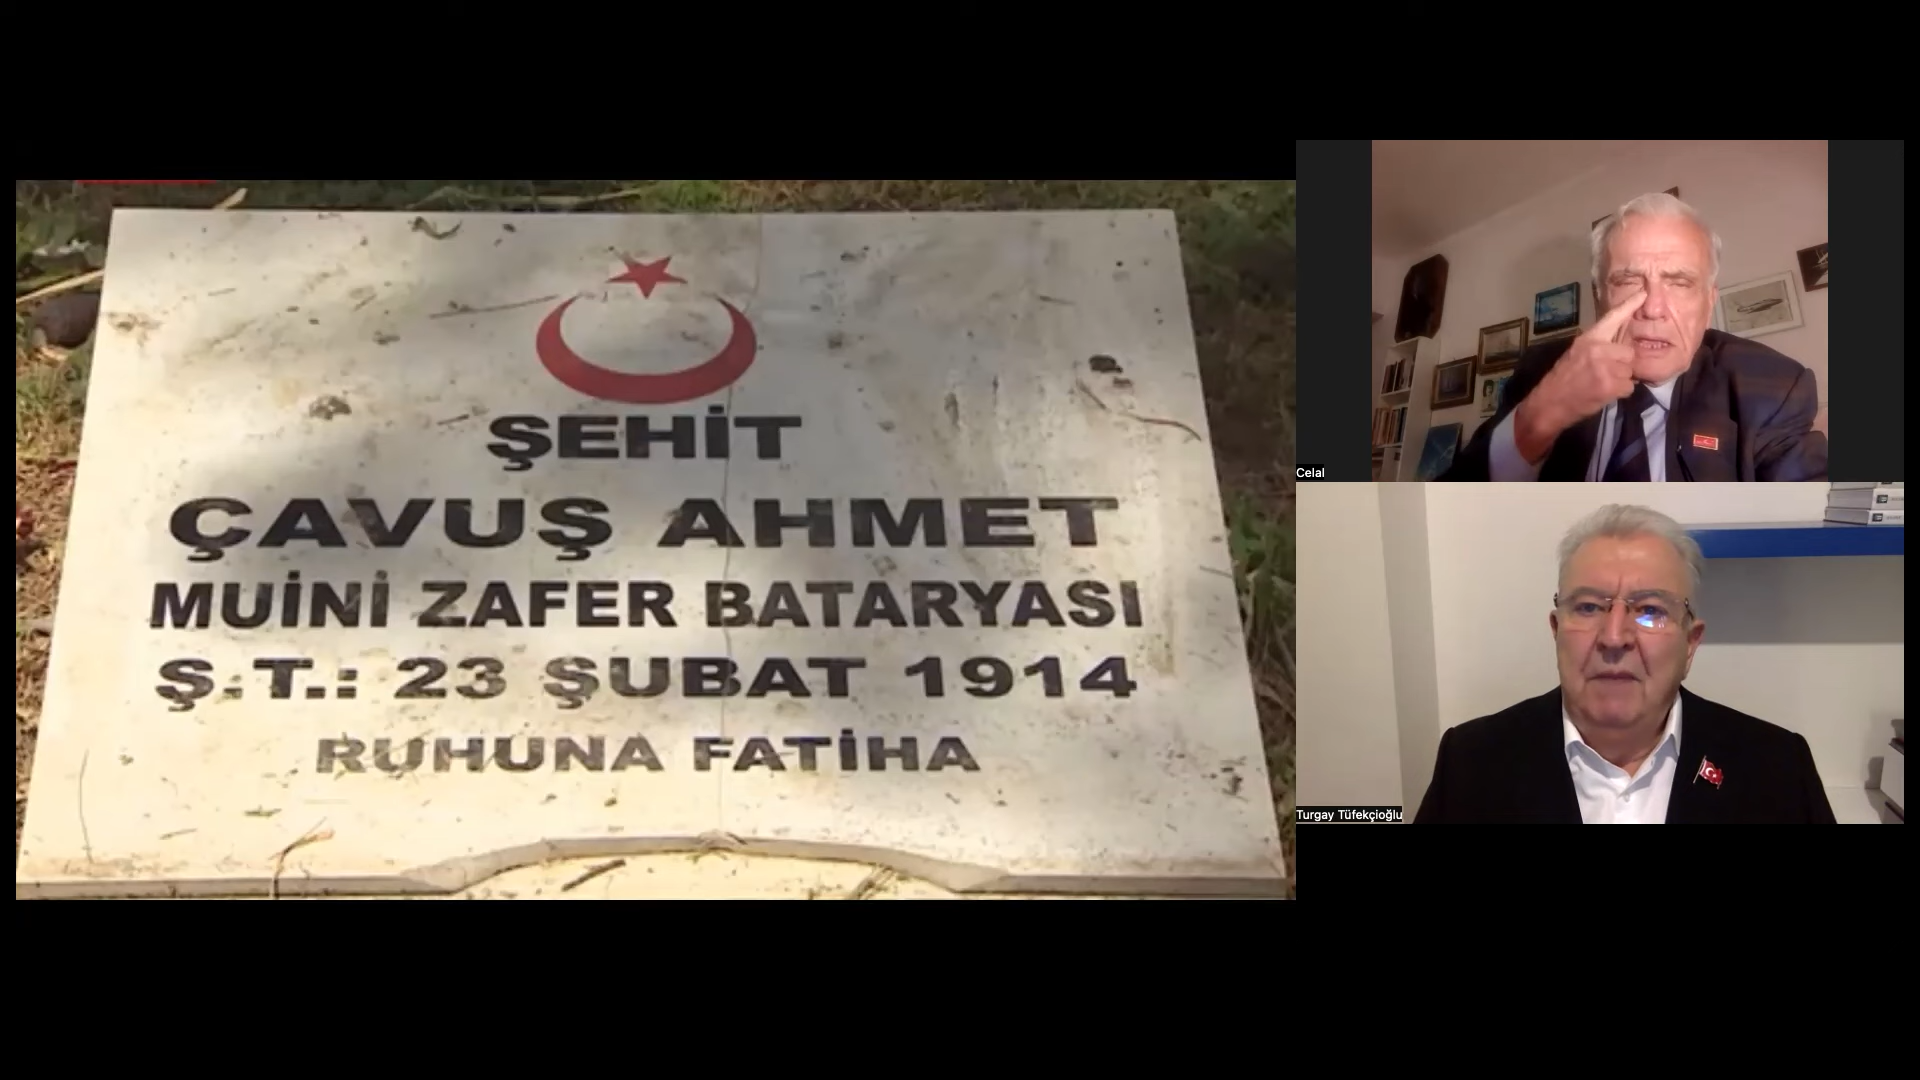 ŞEHİT
ÇAVUŞ AHMET
MUİNİ ZAFER BATARYASI
Ş.T.: 23 ŞUBAT 1914
RUHUNA FATİHA
Celal
Turgay Tüfekçioğlu